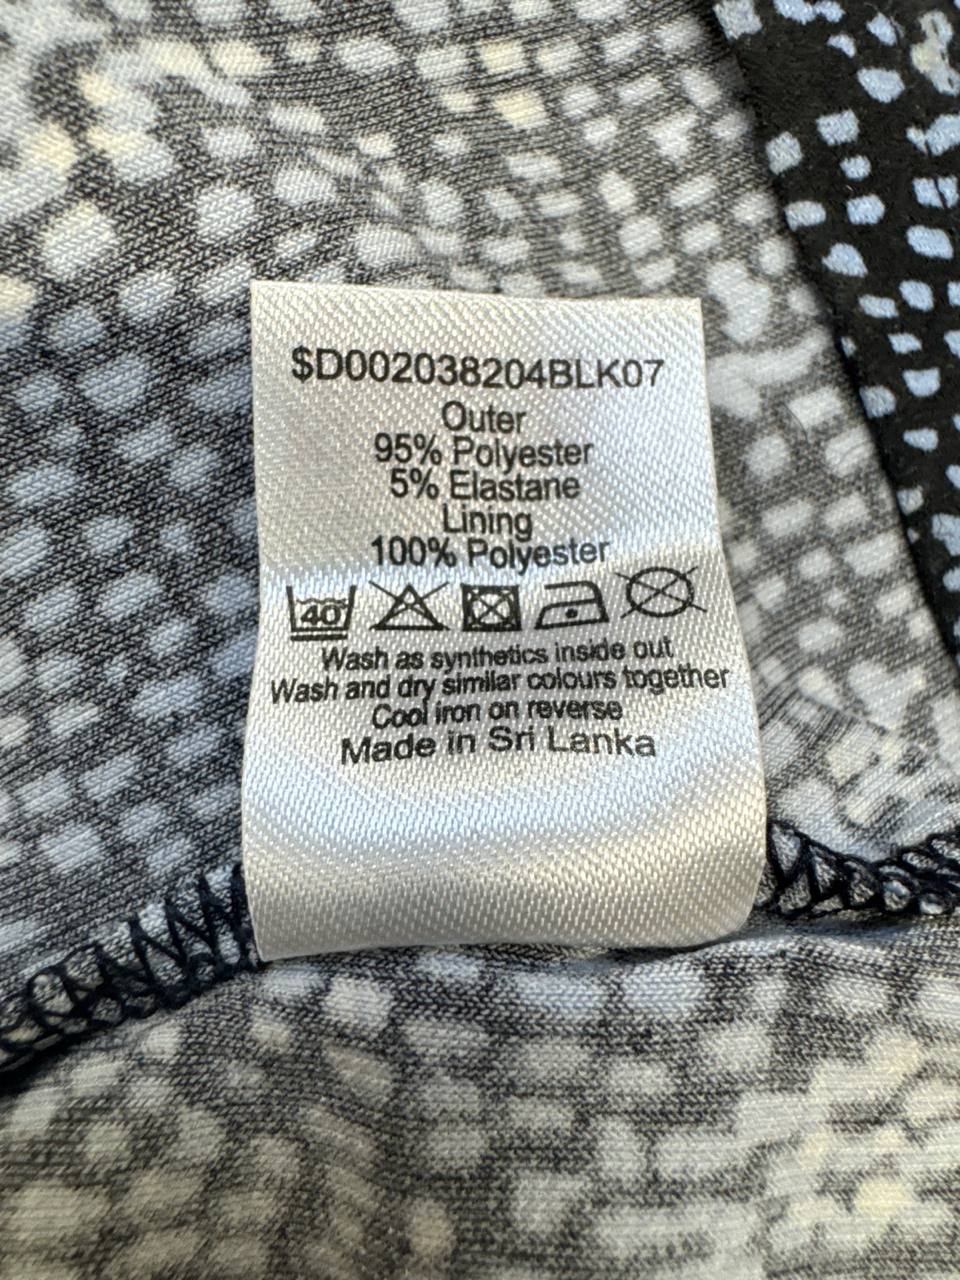 $D002038204BLK07
Outer
95% Polyester
5% Elastane
Lining
100% Polyester
40
Wash as synthetics inside out
Wash and dry similar colours together
Cool iron on reverse
Made in Sri Lanka